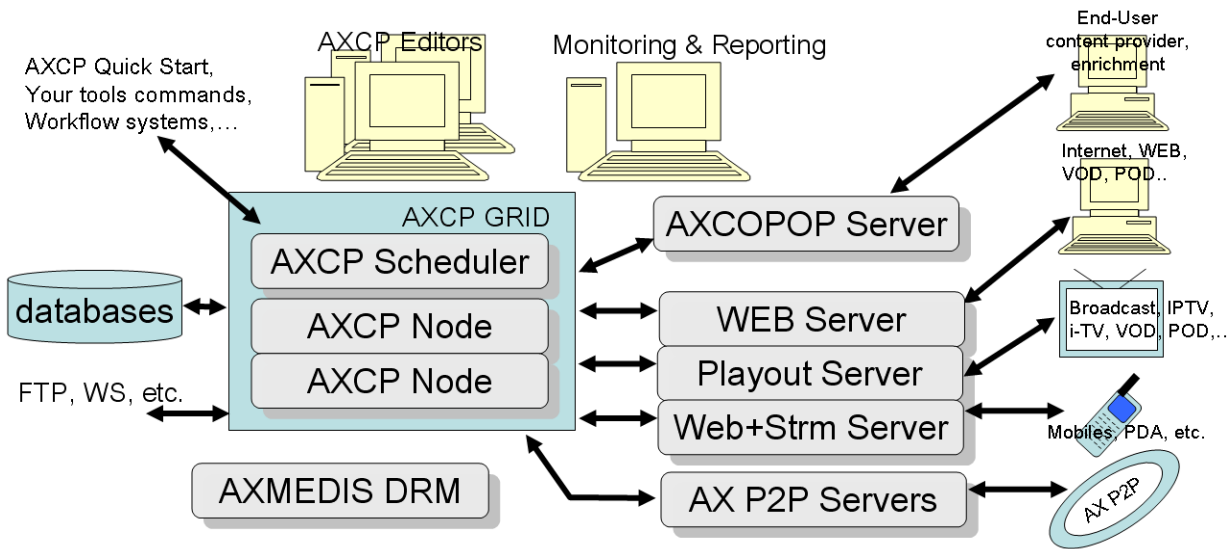 AXCP Editors
Monitoring & Reporting
End-User
content provider,
enrichment
AXCP Quick Start,
Your tools commands,
Workflow systems,...
Internet, WEB,
VOD, POD..
AXCP GRID
AXCP Scheduler
AXCP Node
AXCP Node
databases
FTP, WS, etc.
AXMEDIS DRM
AXCOPOP Server
WEB Server
Playout Server
Web+Strm Server
AX P2P Servers
Broadcast, IPTV,
i-TV, VOD, POD,..
Mobiles, PDA, etc.
AX P2P